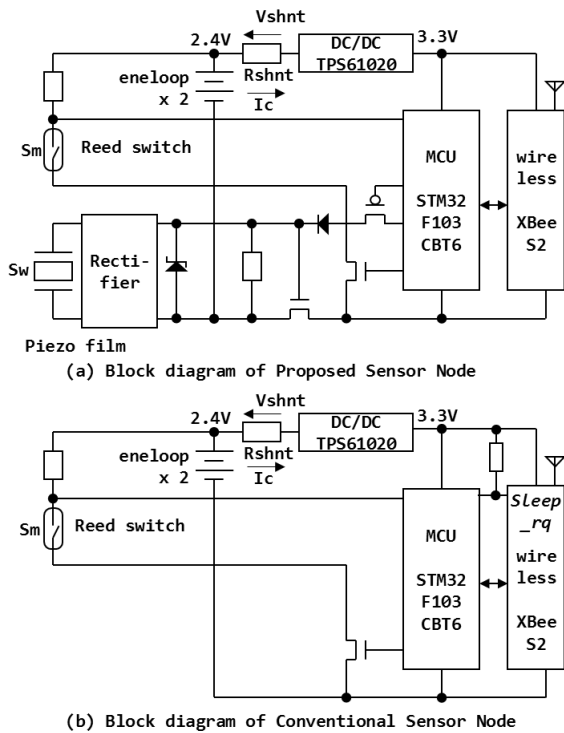 Vshnt
2.4V
DC/DC
TPS61020
3.3V
eneloop
x 2
Rshnt
Ic
Sm
Reed switch
MCU
STM32
F103
CBT6
wire
less
XBee
S2
Sw
Recti-
fier
Piezo film
(a) Block diagram of Proposed Sensor Node
Vshnt
2.4V
DC/DC
TPS61020
3.3V
eneloop
x 2
Rshnt
Ic
Sm
Reed switch
MCU
STM32
F103
CBT6
Sleep
_rq
wire
less
XBee
S2
(b) Block diagram of Conventional Sensor Node